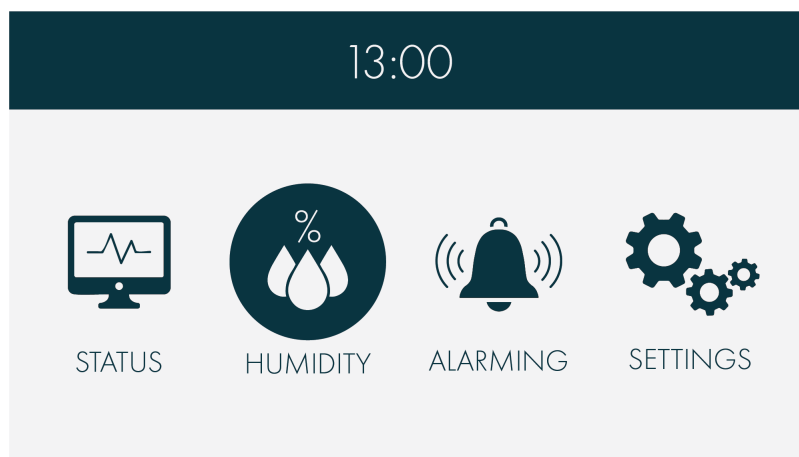 13:00
%
STATUS
HUMIDITY
ALARMING
SETTINGS